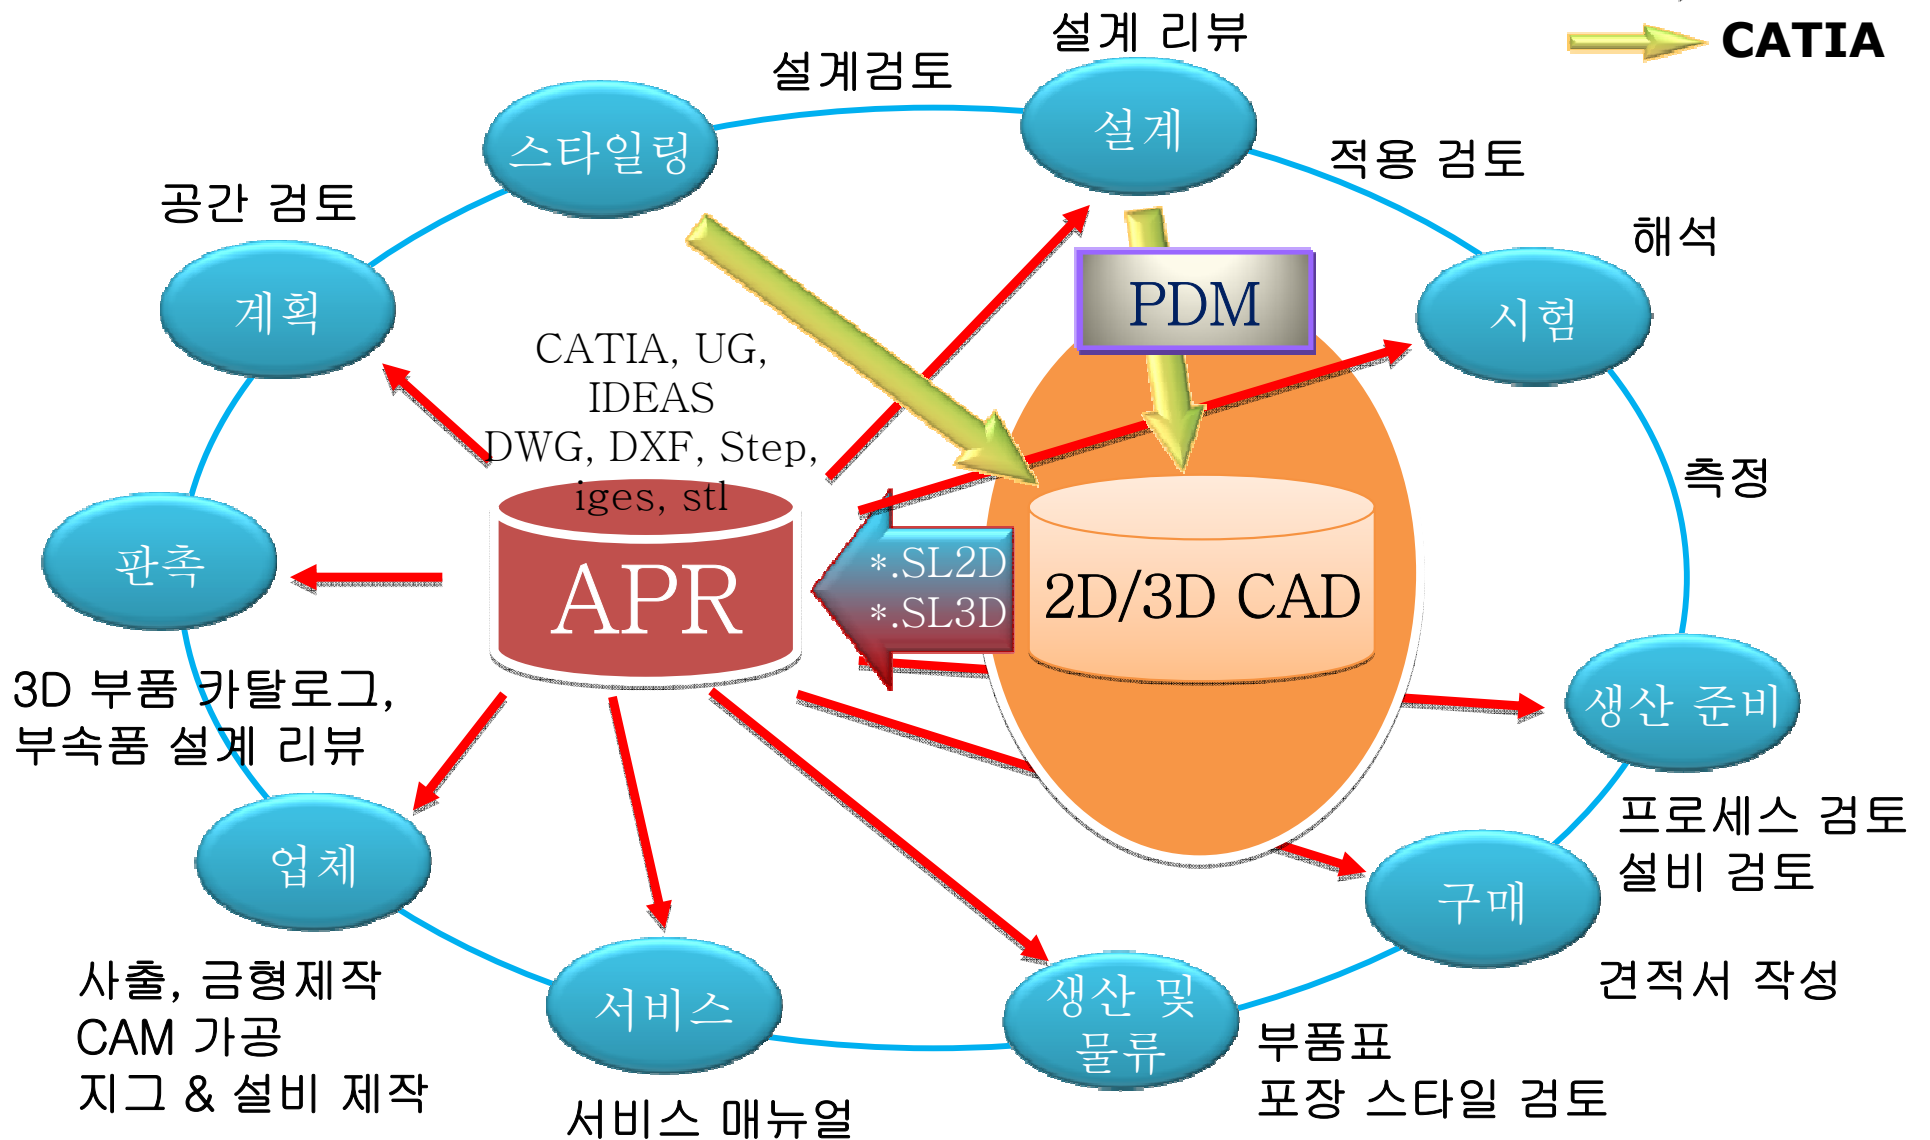 CATIA
설계 리뷰
설계검토
설계
스타일링
적용 검토
공간 검토
해석
계획
PDM
시험
CATIA, UG,
IDEAS
DWG, DXF, Step,
iges, stl
측정
판촉
APR
*.SL2D
*.SL3D
2D/3D CAD
3D 부품 카탈로그,
부속품 설계 리뷰
생산 준비
프로세스 검토
설비 검토
업체
구매
사출, 금형제작
CAM 가공
지그 & 설비 제작
서비스
생산 및
물류
견적서 작성
부품표
포장 스타일 검토
서비스 매뉴얼